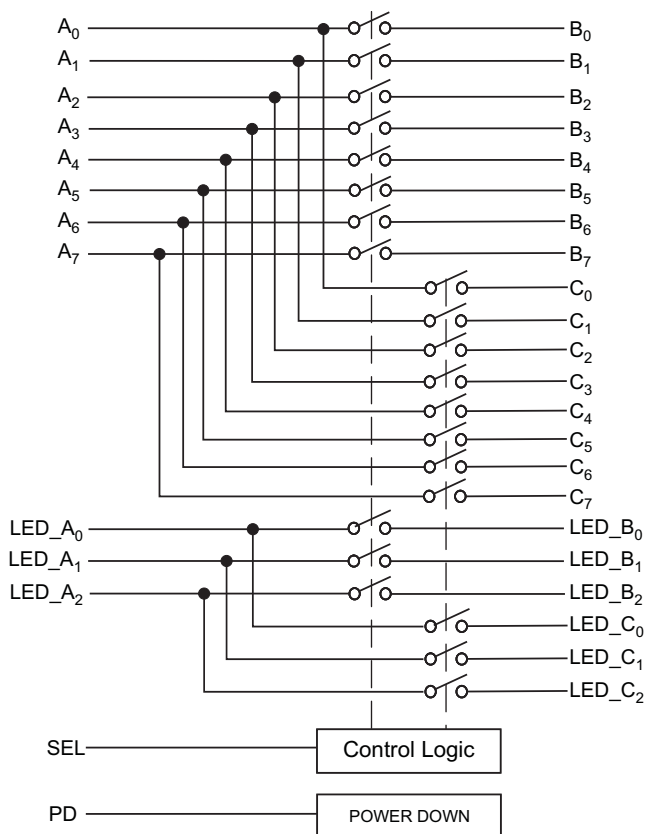 A0 B0
A1 B1
A2 B2
A3 B3
A4 B4
A5 B5
A6 B6
A7 B7
C0
C1
C2
C3
C4
C5
C6
C7
LED_A0 LED_B0
LED_A1 LED_B1
LED_A2 LED_B2
LED_C0
LED_C1
LED_C2
SEL Control Logic
PD POWER DOWN